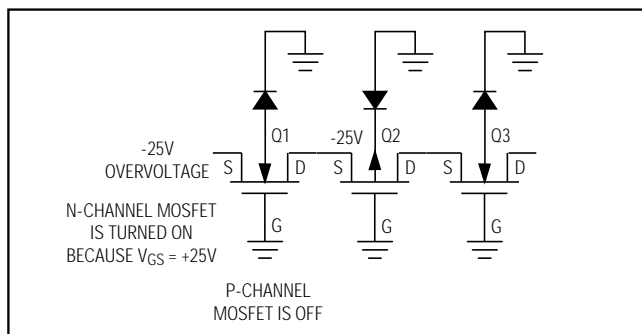 Q1
-25V
Q2
Q3
-25V
OVERVOLTAGE
S
D
S
D
S
D
N-CHANNEL MOSFET
IS TURNED ON
BECAUSE VGS = +25V
G
G
G
P-CHANNEL
MOSFET IS OFF